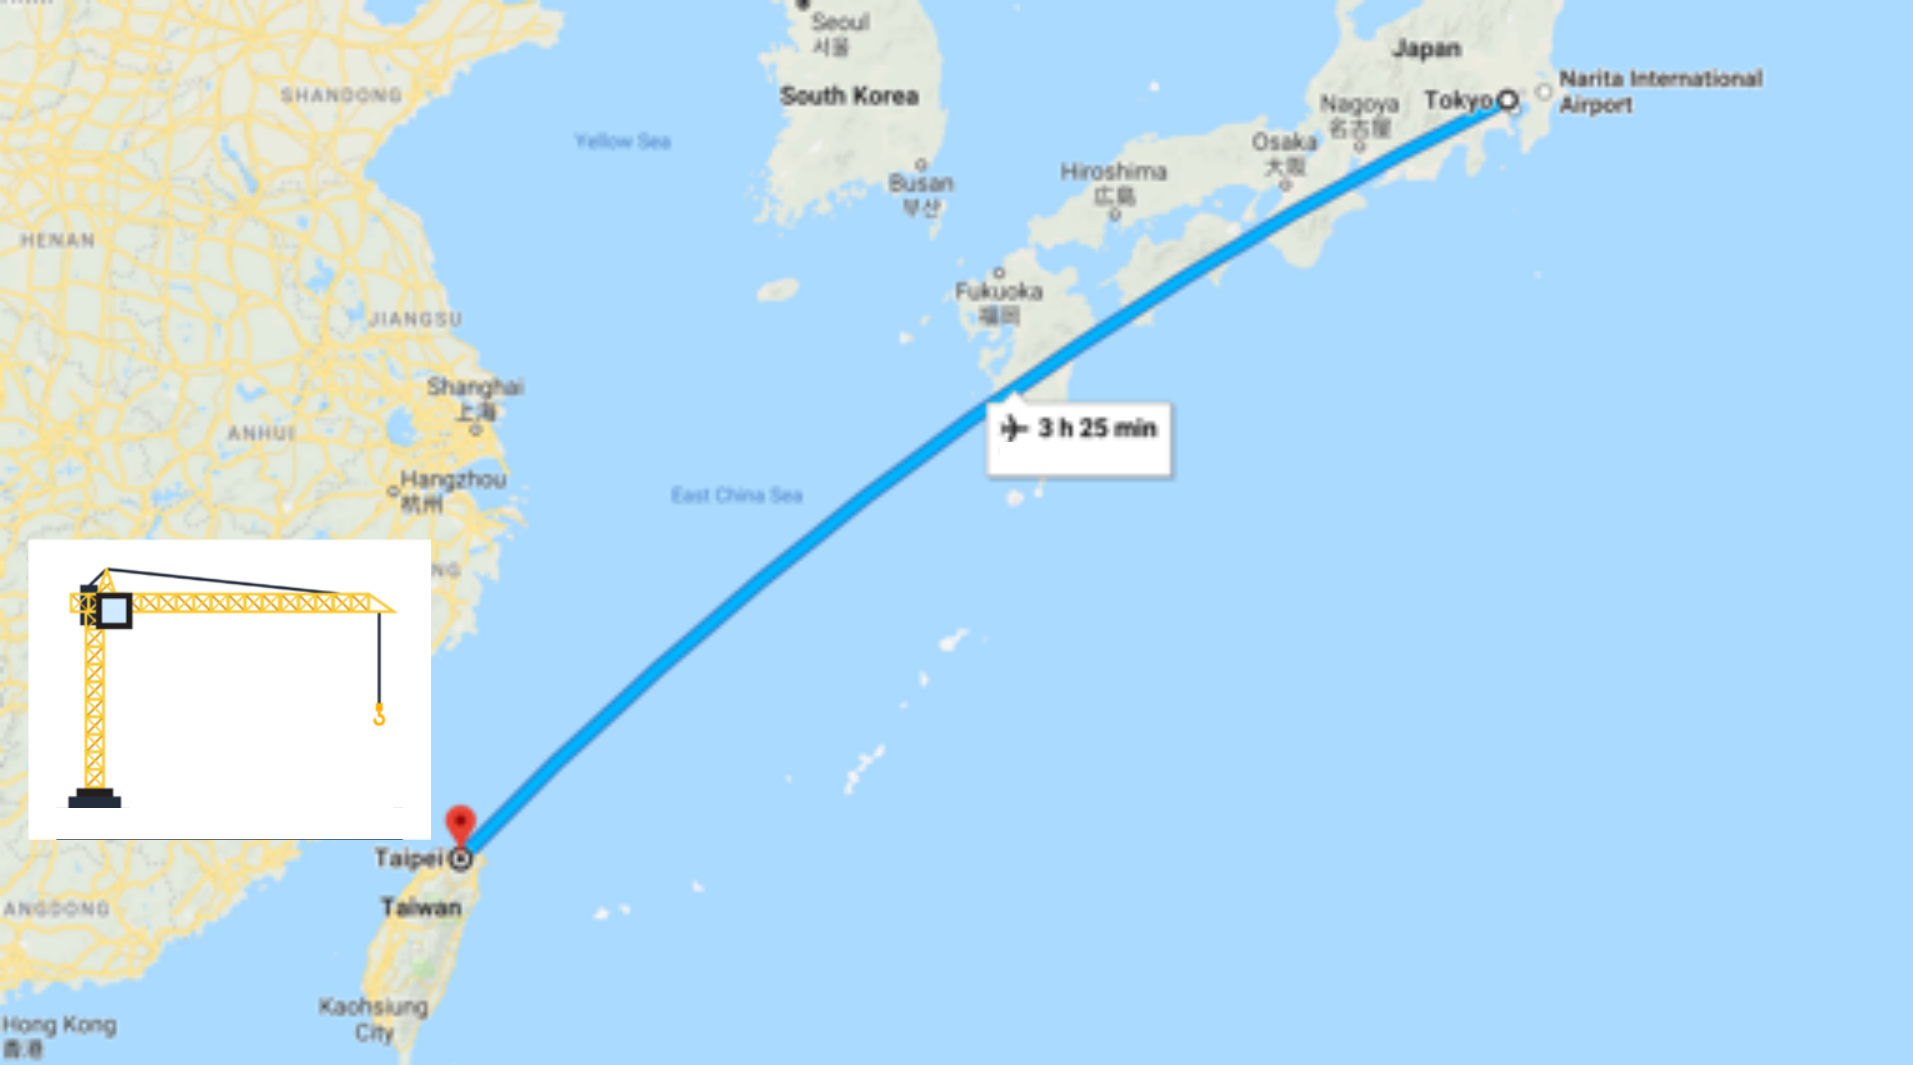 Seoul
서울
South Korea
SHANDONG
Yellow Sea
Busan
부산
Japan
Narita International
Airport
Tokyo
Nagoya
名古屋
Osaka
大阪
Hiroshima
広島
HENAN
Fukuoka
福岡
JIANGSU
Shanghai
上海
3 h 25 min
ANHUI
Hangzhou
杭州
East China Sea
NG
Taipei
Taiwan
ANGDONG
Kaohsiung
City
Hong Kong
香港